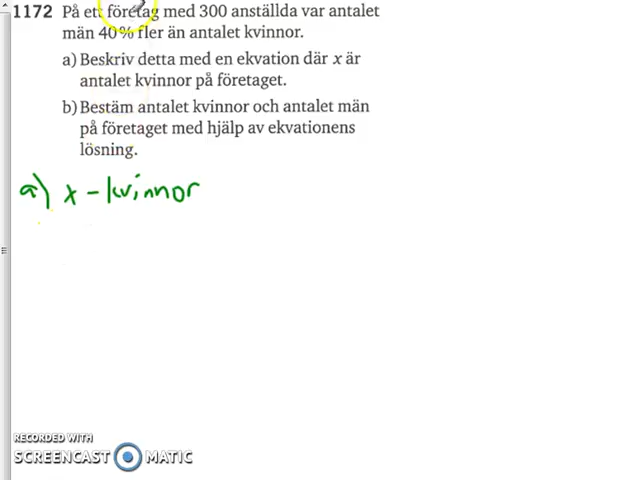 1172 På ett företag med 300 anställda var antalet
män 40 % fler än antalet kvinnor.
a) Beskriv detta med en ekvation där x är
antalet kvinnor på företaget.
b) Bestäm antalet kvinnor och antalet män
på företaget med hjälp av ekvationens
lösning.
a) x – kvinnor
RECORDED WITH
SCREENCAST MATIC